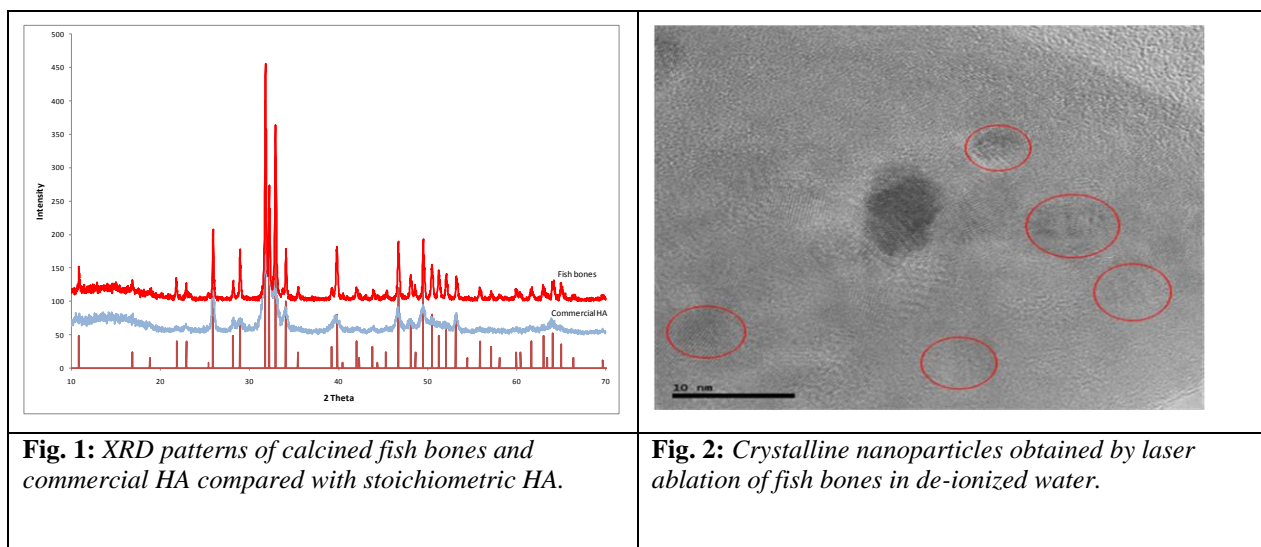 500
450
400
350
300
250
200
150
100
50
0
Intensity
Fish bones
Commercial HA
10 20 30 40 50 60 70
2 Theta
10 nm
Fig. 1: XRD patterns of calcined fish bones and
commercial HA compared with stoichiometric HA.
Fig. 2: Crystalline nanoparticles obtained by laser
ablation of fish bones in de-ionized water.